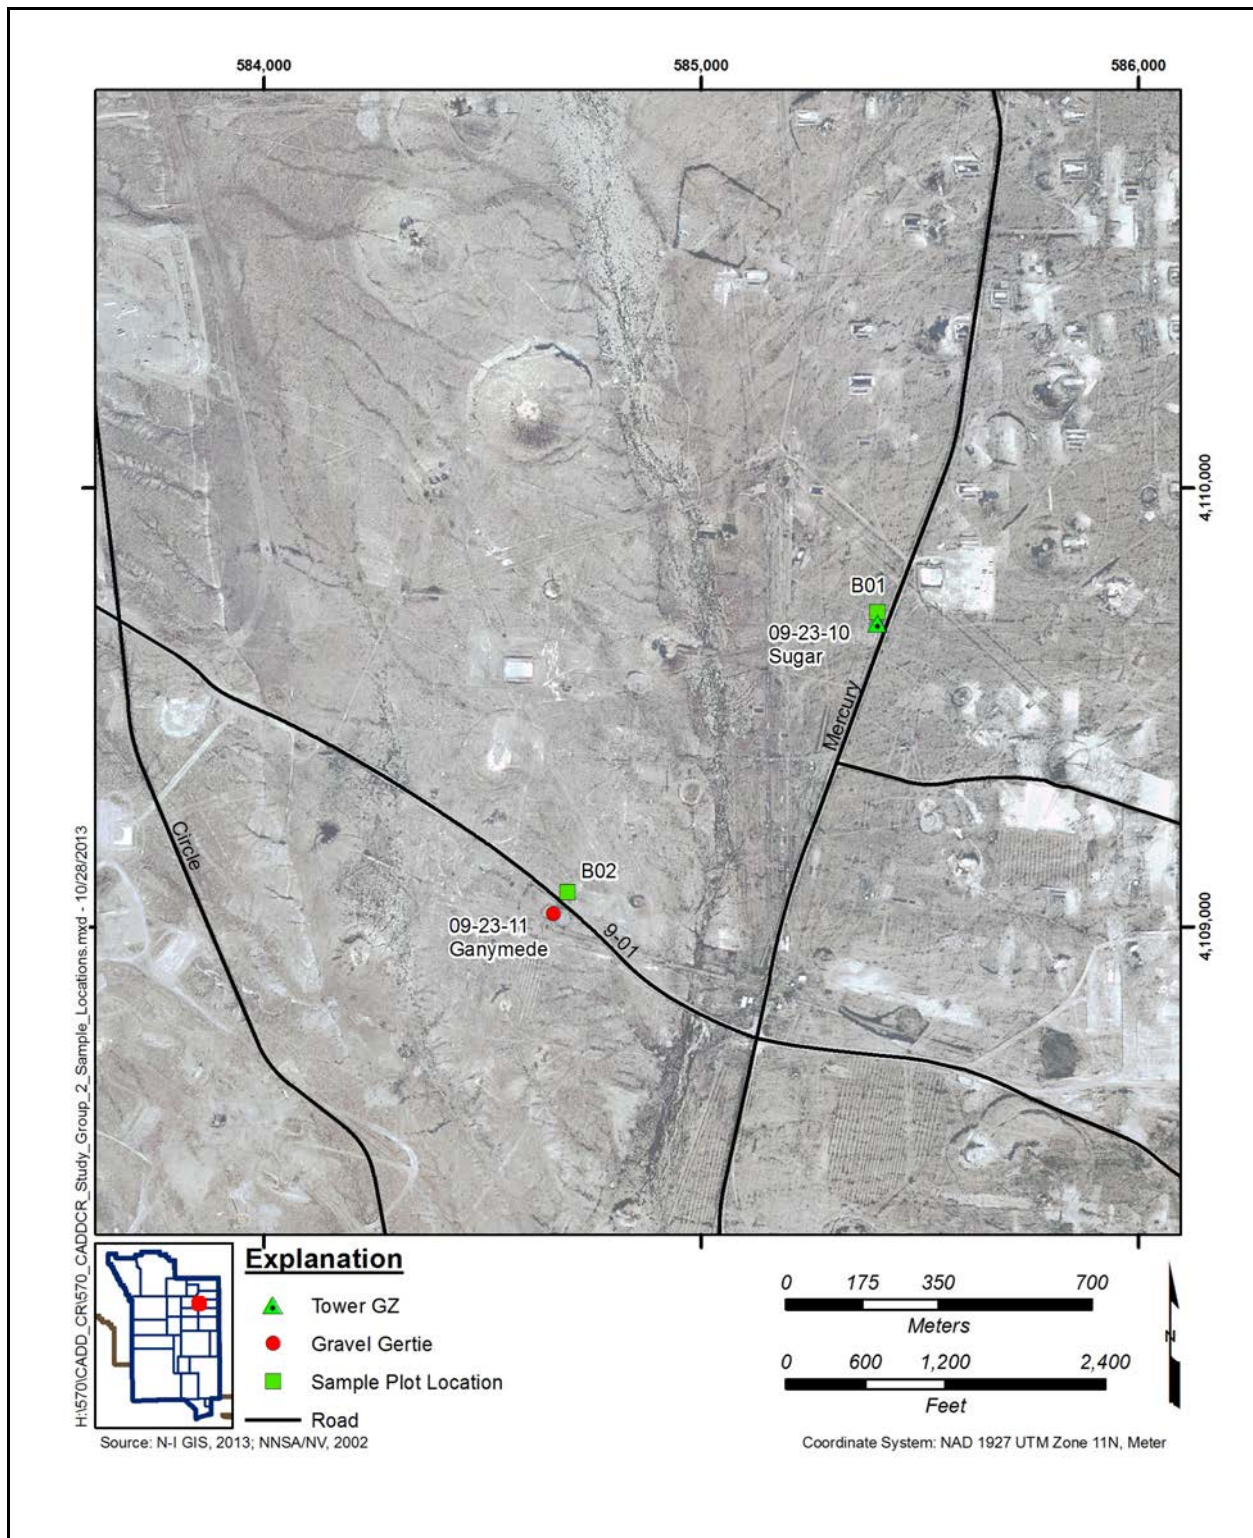 584,000
585,000
586,000
4,110,000
B01
09-23-10
Sugar
Mercury
Circle
B02
09-23-11
Ganymede
9-01
4,109,000
H:\570\CADD_CR\570_CADDCR_Study_Group_2_Sample_Locations.mxd - 10/28/2013
Explanation
Tower GZ
Gravel Gertie
Sample Plot Location
Road
0 175 350 700
Meters
0 600 1,200 2,400
Feet
N
Source: N-I GIS, 2013; NNSA/NV, 2002
Coordinate System: NAD 1927 UTM Zone 11N, Meter